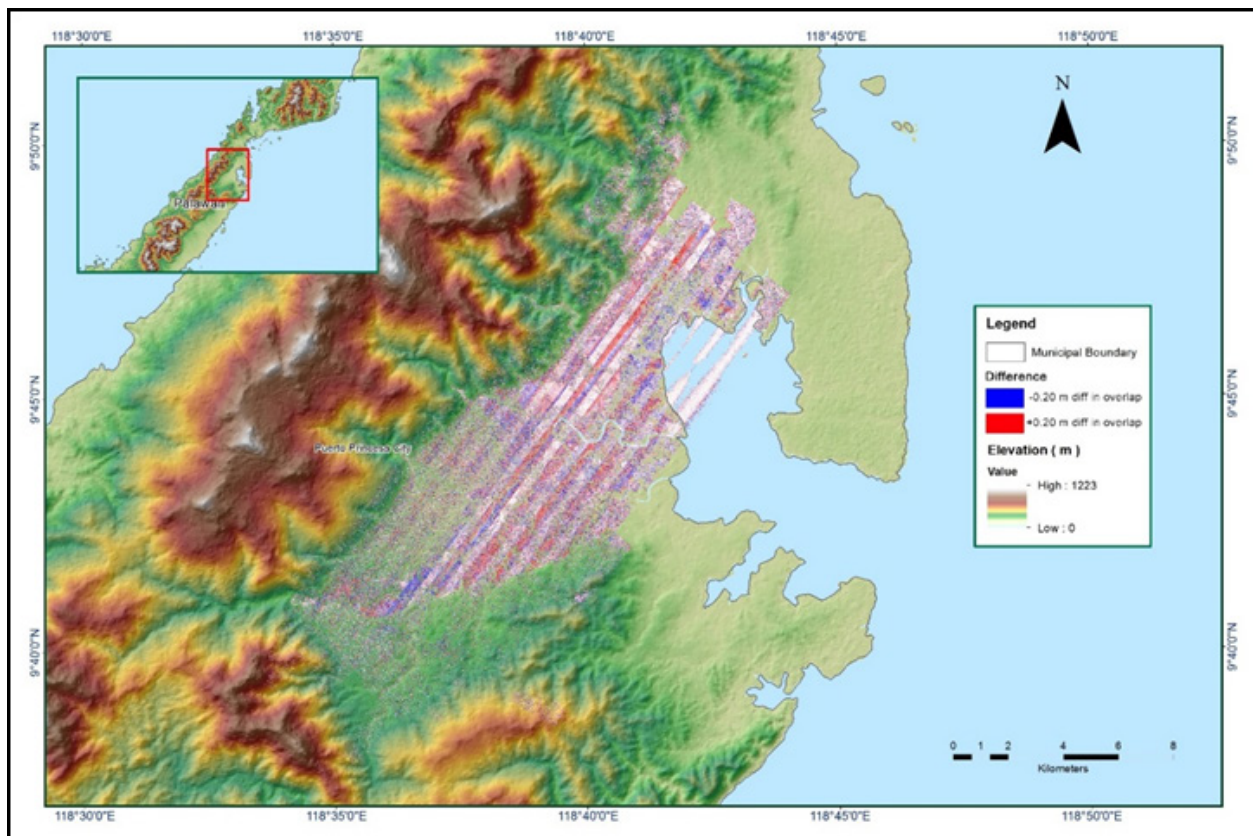 118°30'0"E 118°35'0"E 118°40'0"E 118°45'0"E 118°50'0"E
9°50'0"N
9°45'0"N
9°40'0"N
Palawan
N
Puerto Princesa City
Legend
Municipal Boundary
Difference
-0.20 m diff in overlap
+0.20 m diff in overlap
Elevation ( m )
Value
High : 1223
Low : 0
9°50'0"N
9°45'0"N
9°40'0"N
0 1 2 4 6 8
Kilometers
118°30'0"E 118°35'0"E 118°40'0"E 118°45'0"E 118°50'0"E